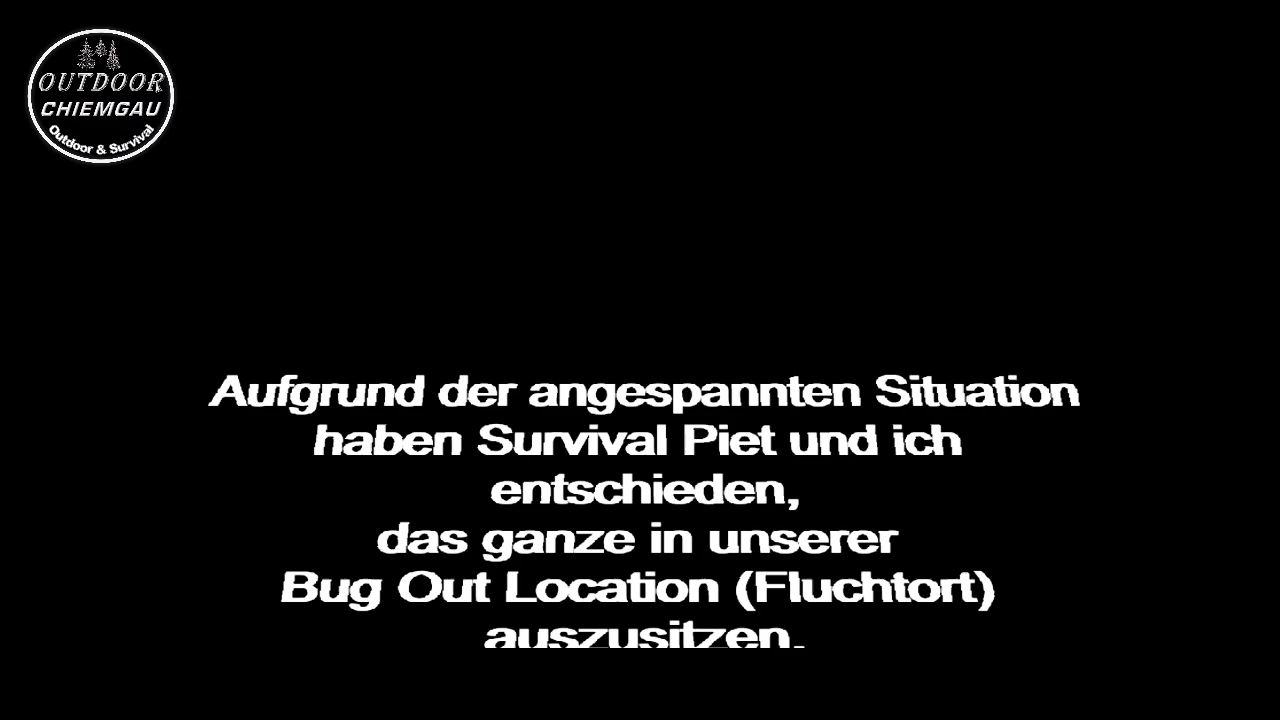 OUTDOOR
CHIEMGAU
Outdoor & Survival
Aufgrund der angespannten Situation
haben Survival Piet und ich
entschieden,
das ganze in unserer
Bug Out Location (Fluchtort)
auszusitzen.